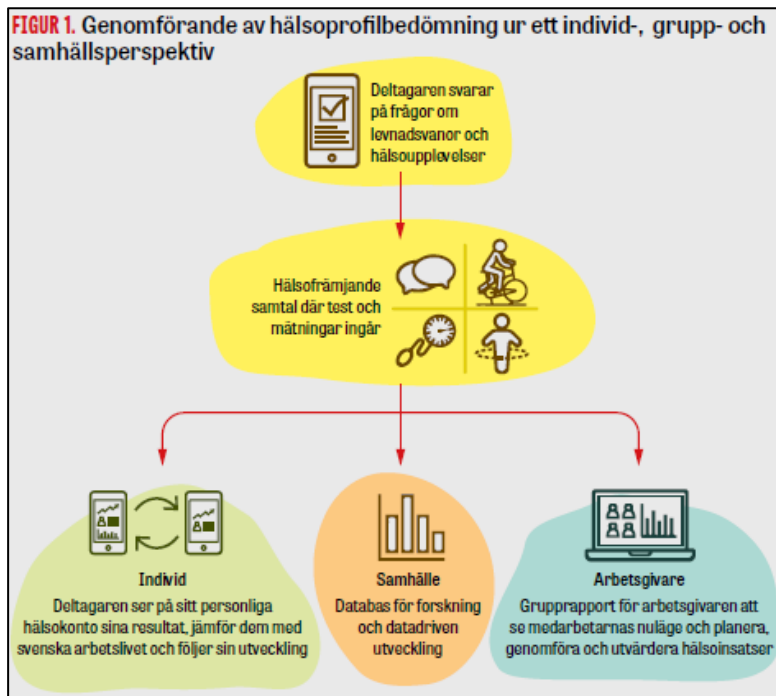 FIGUR 1. Genomförande av hälsoprofilbedömning ur ett individ-, grupp- och
samhällsperspektiv
Deltagaren svarar
på frågor om
levnadsvanor och
hälsoupplevelser
Hälsofrämjande
samtal där test och
mätningar ingår
Individ
Deltagaren ser på sitt personliga
hälsokonto sina resultat, jämför dem med
svenska arbetslivet och följer sin utveckling
Samhälle
Databas för forskning
och datadriven
utveckling
Arbetsgivare
Grupprapport för arbetsgivaren att
se medarbetarnas nuläge och planera,
genomföra och utvärdera hälsoinsatser